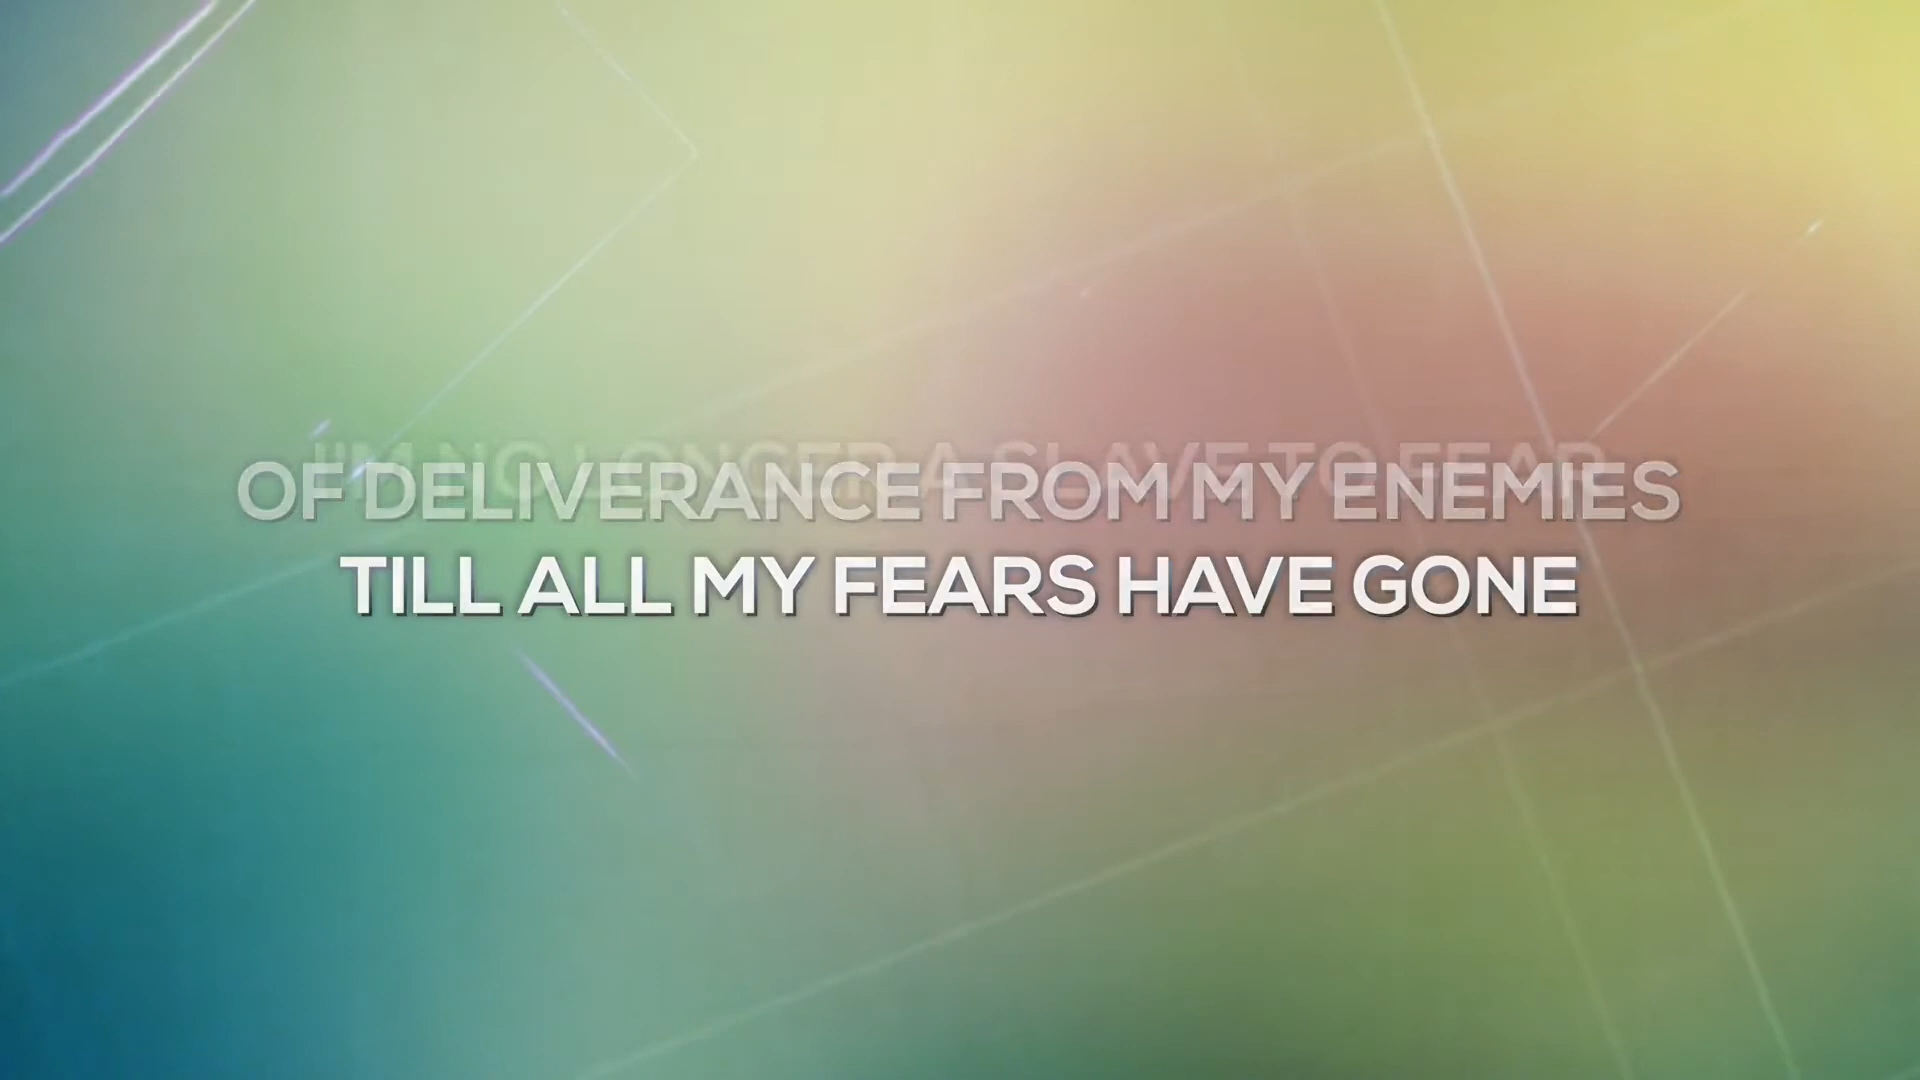 I'M NO LONGER A SLAVE TO FEAR
OF DELIVERANCE FROM MY ENEMIES
TILL ALL MY FEARS HAVE GONE